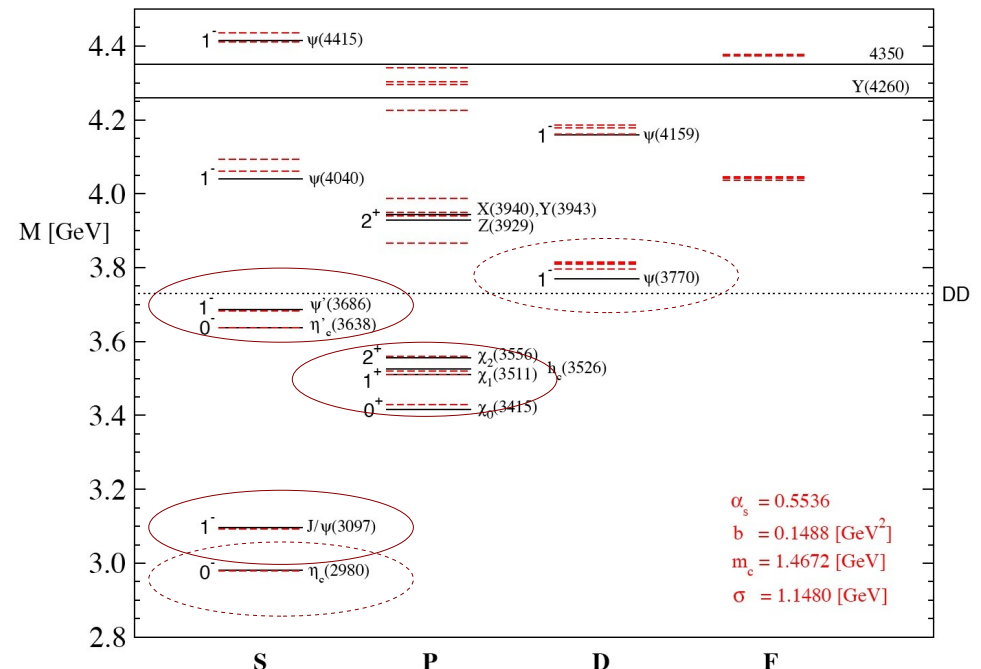 4.4
1⁻ ψ(4415)
4350
Y(4260)
4.2
1⁻ ψ(4159)
1⁻ ψ(4040)
4.0
X(3940),Y(3943)
2⁺ Z(3929)
M [GeV]
3.8
1⁻ ψ(3770)
DD
1⁻ ψ'(3686)
0⁻ η'c(3638)
3.6
2⁺ χ2(3556)
hc(3526)
1⁺ χ1(3511)
0⁺ χ0(3415)
3.4
3.2
αs = 0.5536
1⁻ J/ψ(3097)
b = 0.1488 [GeV²]
3.0
0⁻ ηc(2980)
mc = 1.4672 [GeV]
σ = 1.1480 [GeV]
2.8
S P D F